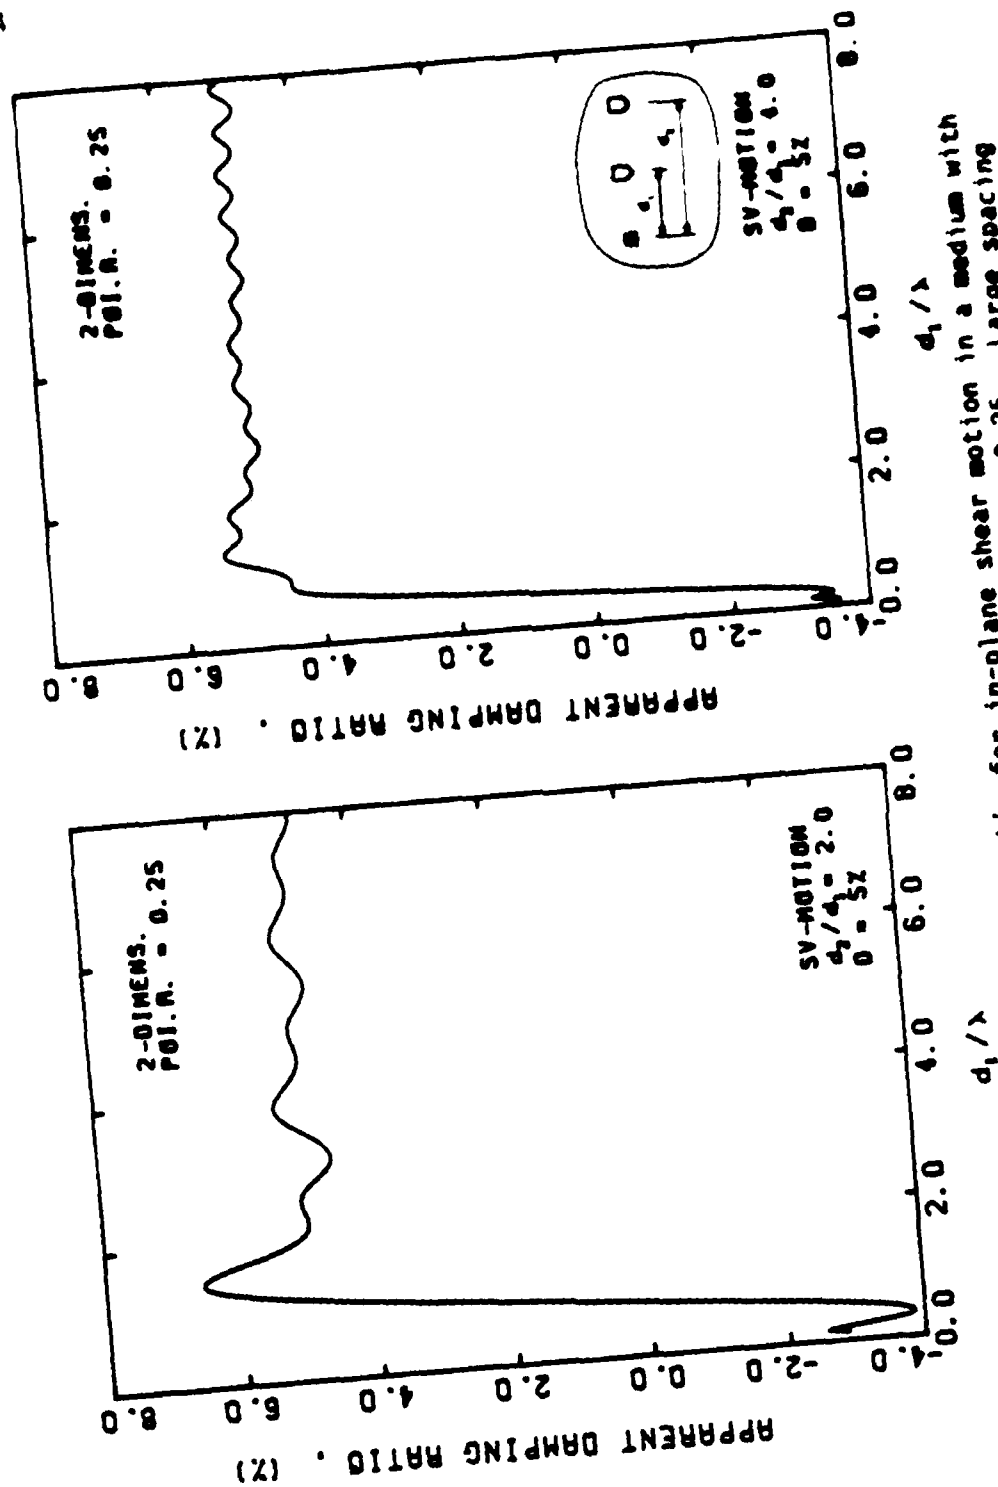 2-DIMENS.
POI.R. = 0.25
8.0
6.0
4.0
2.0
0.0
-2.0
-4.0
APPARENT DAMPING RATIO . (%)
SV-MOTION
d₂/d₁ = 2.0
D = 5%
0.0
2.0
4.0
6.0
8.0
d₁/λ
2-DIMENS.
POI.R. = 0.25
8.0
6.0
4.0
2.0
0.0
-2.0
-4.0
APPARENT DAMPING RATIO . (%)
d₁
d₂
SV-MOTION
d₂/d₁ = 4.0
D = 5%
0.0
2.0
4.0
6.0
8.0
d₁/λ
for in-plane shear motion in a medium with
0.25 Large spacing